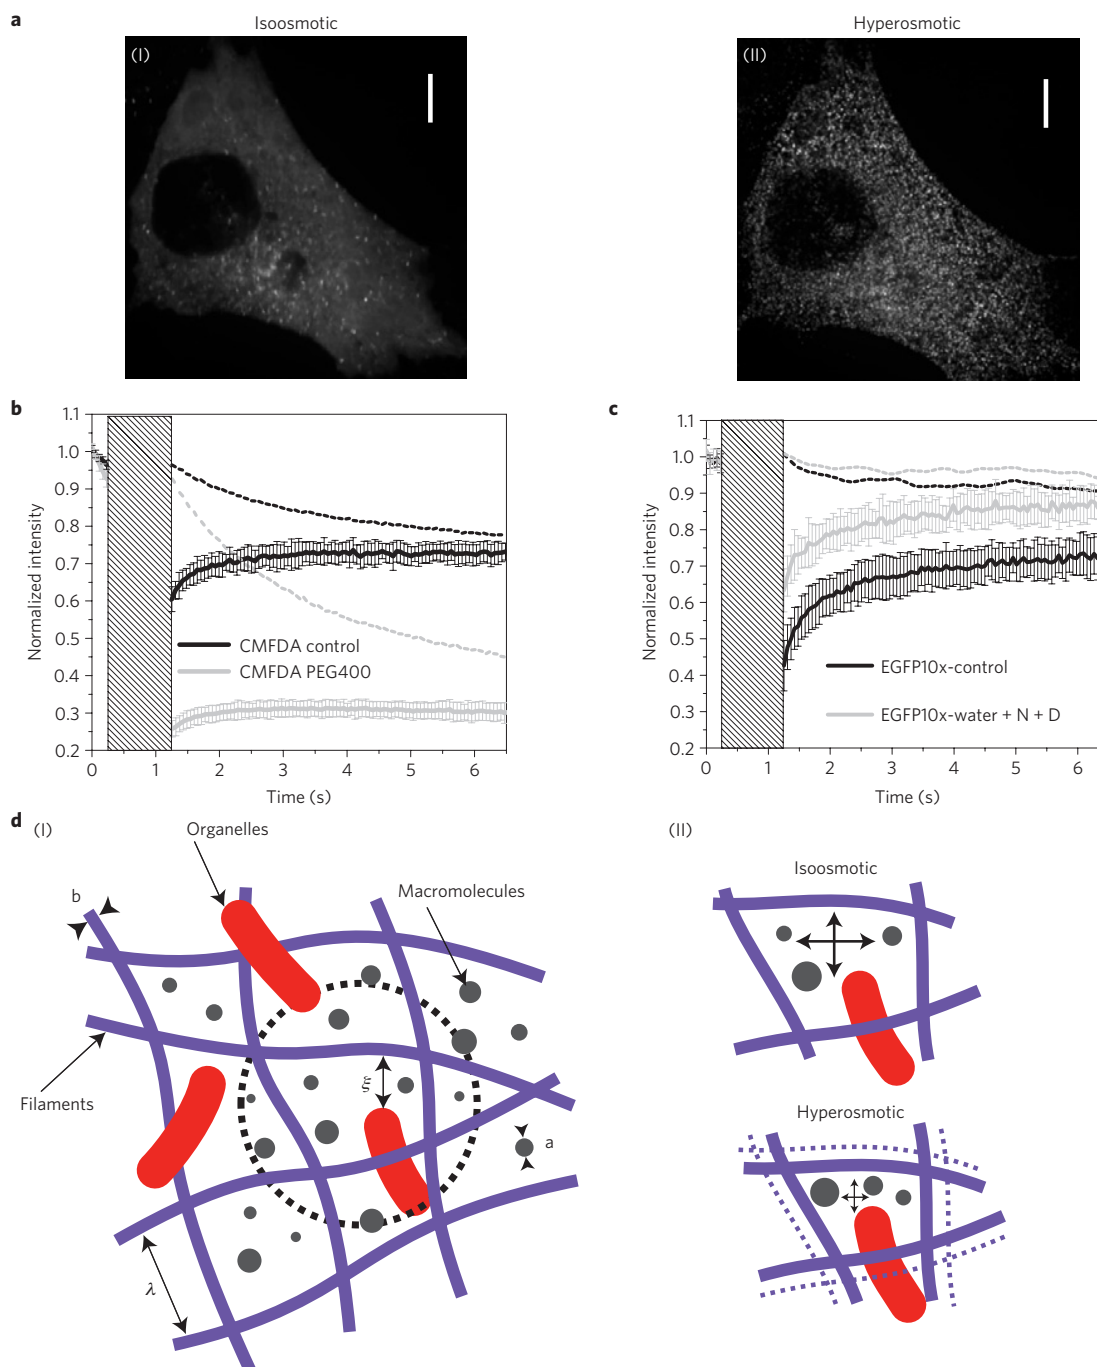 a
Isoosmotic
Hyperosmotic
(I)
(II)
b
c
1.1
1.0
0.9
0.8
0.7
0.6
0.5
0.4
0.3
0.2
Normalized intensity
CMFDA control
CMFDA PEG400
0 1 2 3 4 5 6
Time (s)
1.1
1.0
0.9
0.8
0.7
0.6
0.5
0.4
0.3
0.2
Normalized intensity
EGFP10x-control
EGFP10x-water + N + D
0 1 2 3 4 5 6
Time (s)
d
(I)
Organelles
b
Macromolecules
ξ
Filaments
a
λ
(II)
Isoosmotic
Hyperosmotic